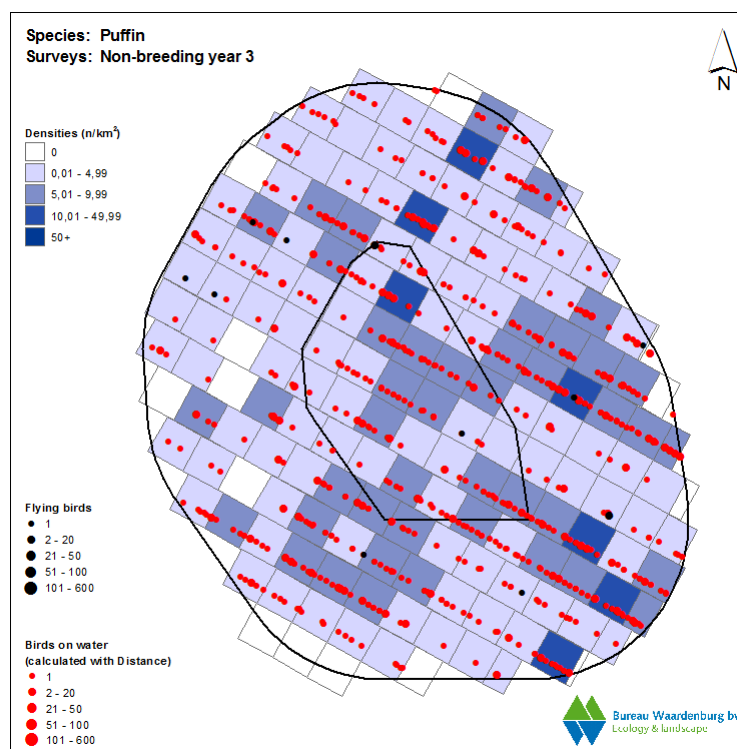 Species: Puffin
Surveys: Non-breeding year 3
N
Densities (n/km²)
0
0,01 - 4,99
5,01 - 9,99
10,01 - 49,99
50+
Flying birds
1
2 - 20
21 - 50
51 - 100
101 - 600
Birds on water
(calculated with Distance)
1
2 - 20
21 - 50
51 - 100
101 - 600
Bureau Waardenburg bv
Ecology & landscape